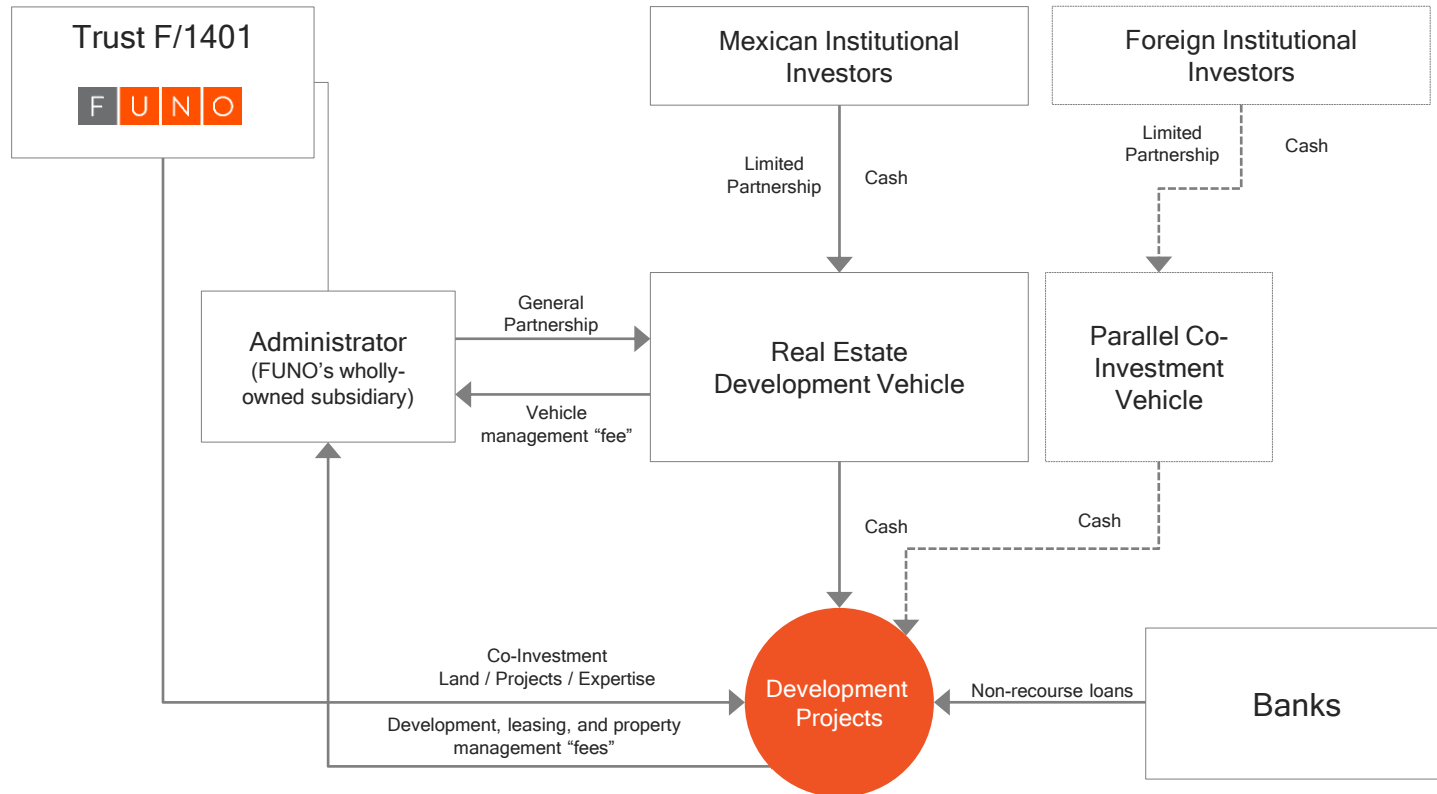 Trust F/1401
FUNO
Mexican Institutional
Investors
Foreign Institutional
Investors
Limited
Partnership
Cash
Limited
Partnership
Cash
Administrator
(FUNO’s wholly-
owned subsidiary)
General
Partnership
Vehicle
management “fee”
Real Estate
Development Vehicle
Parallel Co-
Investment
Vehicle
Cash
Cash
Co-Investment
Land / Projects / Expertise
Development, leasing, and property
management “fees”
Development
Projects
Non-recourse loans
Banks